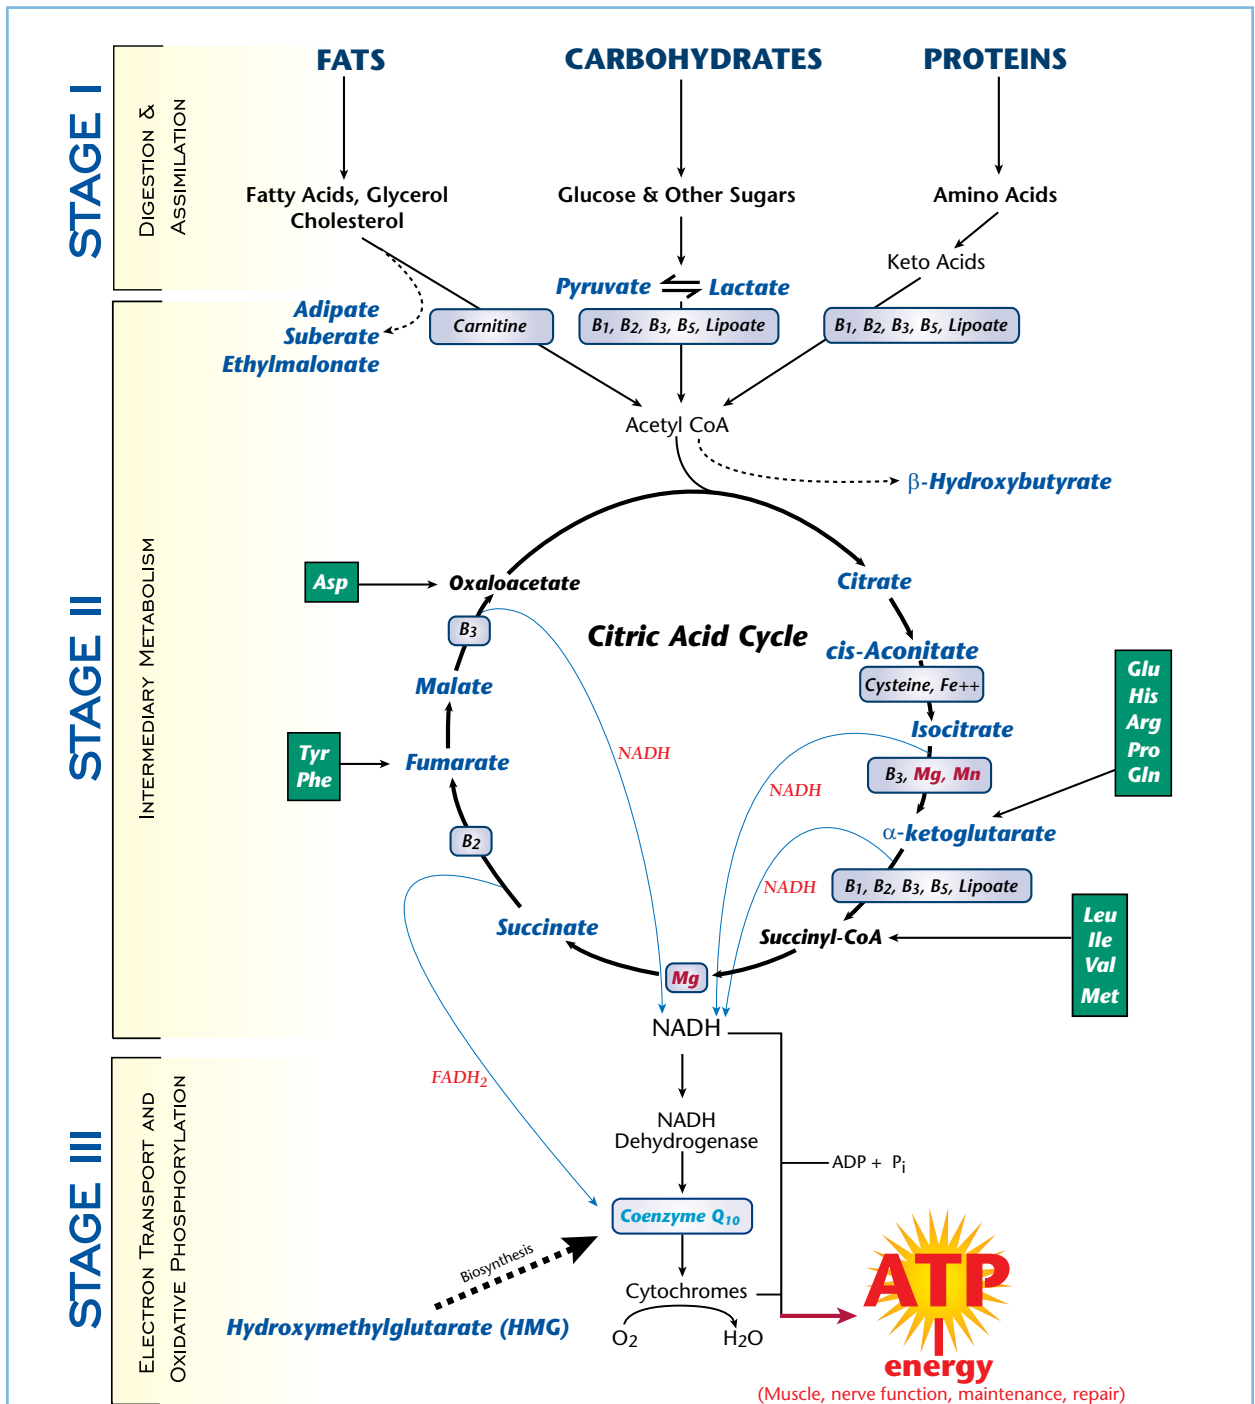 STAGE I
DIGESTION &
ASSIMILATION
FATS
CARBOHYDRATES
PROTEINS
Fatty Acids, Glycerol
Cholesterol
Glucose & Other Sugars
Amino Acids
Keto Acids
Pyruvate
Lactate
STAGE II
INTERMEDIARY METABOLISM
Adipate
Suberate
Ethylmalonate
Carnitine
B1, B2, B3, B5, Lipoate
B1, B2, B3, B5, Lipoate
Acetyl CoA
β-Hydroxybutyrate
Asp
Oxaloacetate
Citrate
B3
Citric Acid Cycle
cis-Aconitate
Cysteine, Fe++
Malate
Isocitrate
Glu
His
Arg
Pro
Gln
Tyr
Phe
Fumarate
NADH
NADH
B3, Mg, Mn
α-ketoglutarate
B2
NADH
B1, B2, B3, B5, Lipoate
Succinate
Succinyl-CoA
Leu
Ile
Val
Met
Mg
NADH
STAGE III
ELECTRON TRANSPORT AND
OXIDATIVE PHOSPHORYLATION
FADH2
NADH
Dehydrogenase
ADP + Pi
Coenzyme Q10
Biosynthesis
Cytochromes
Hydroxymethylglutarate (HMG)
O2
H2O
ATP
energy
(Muscle, nerve function, maintenance, repair)